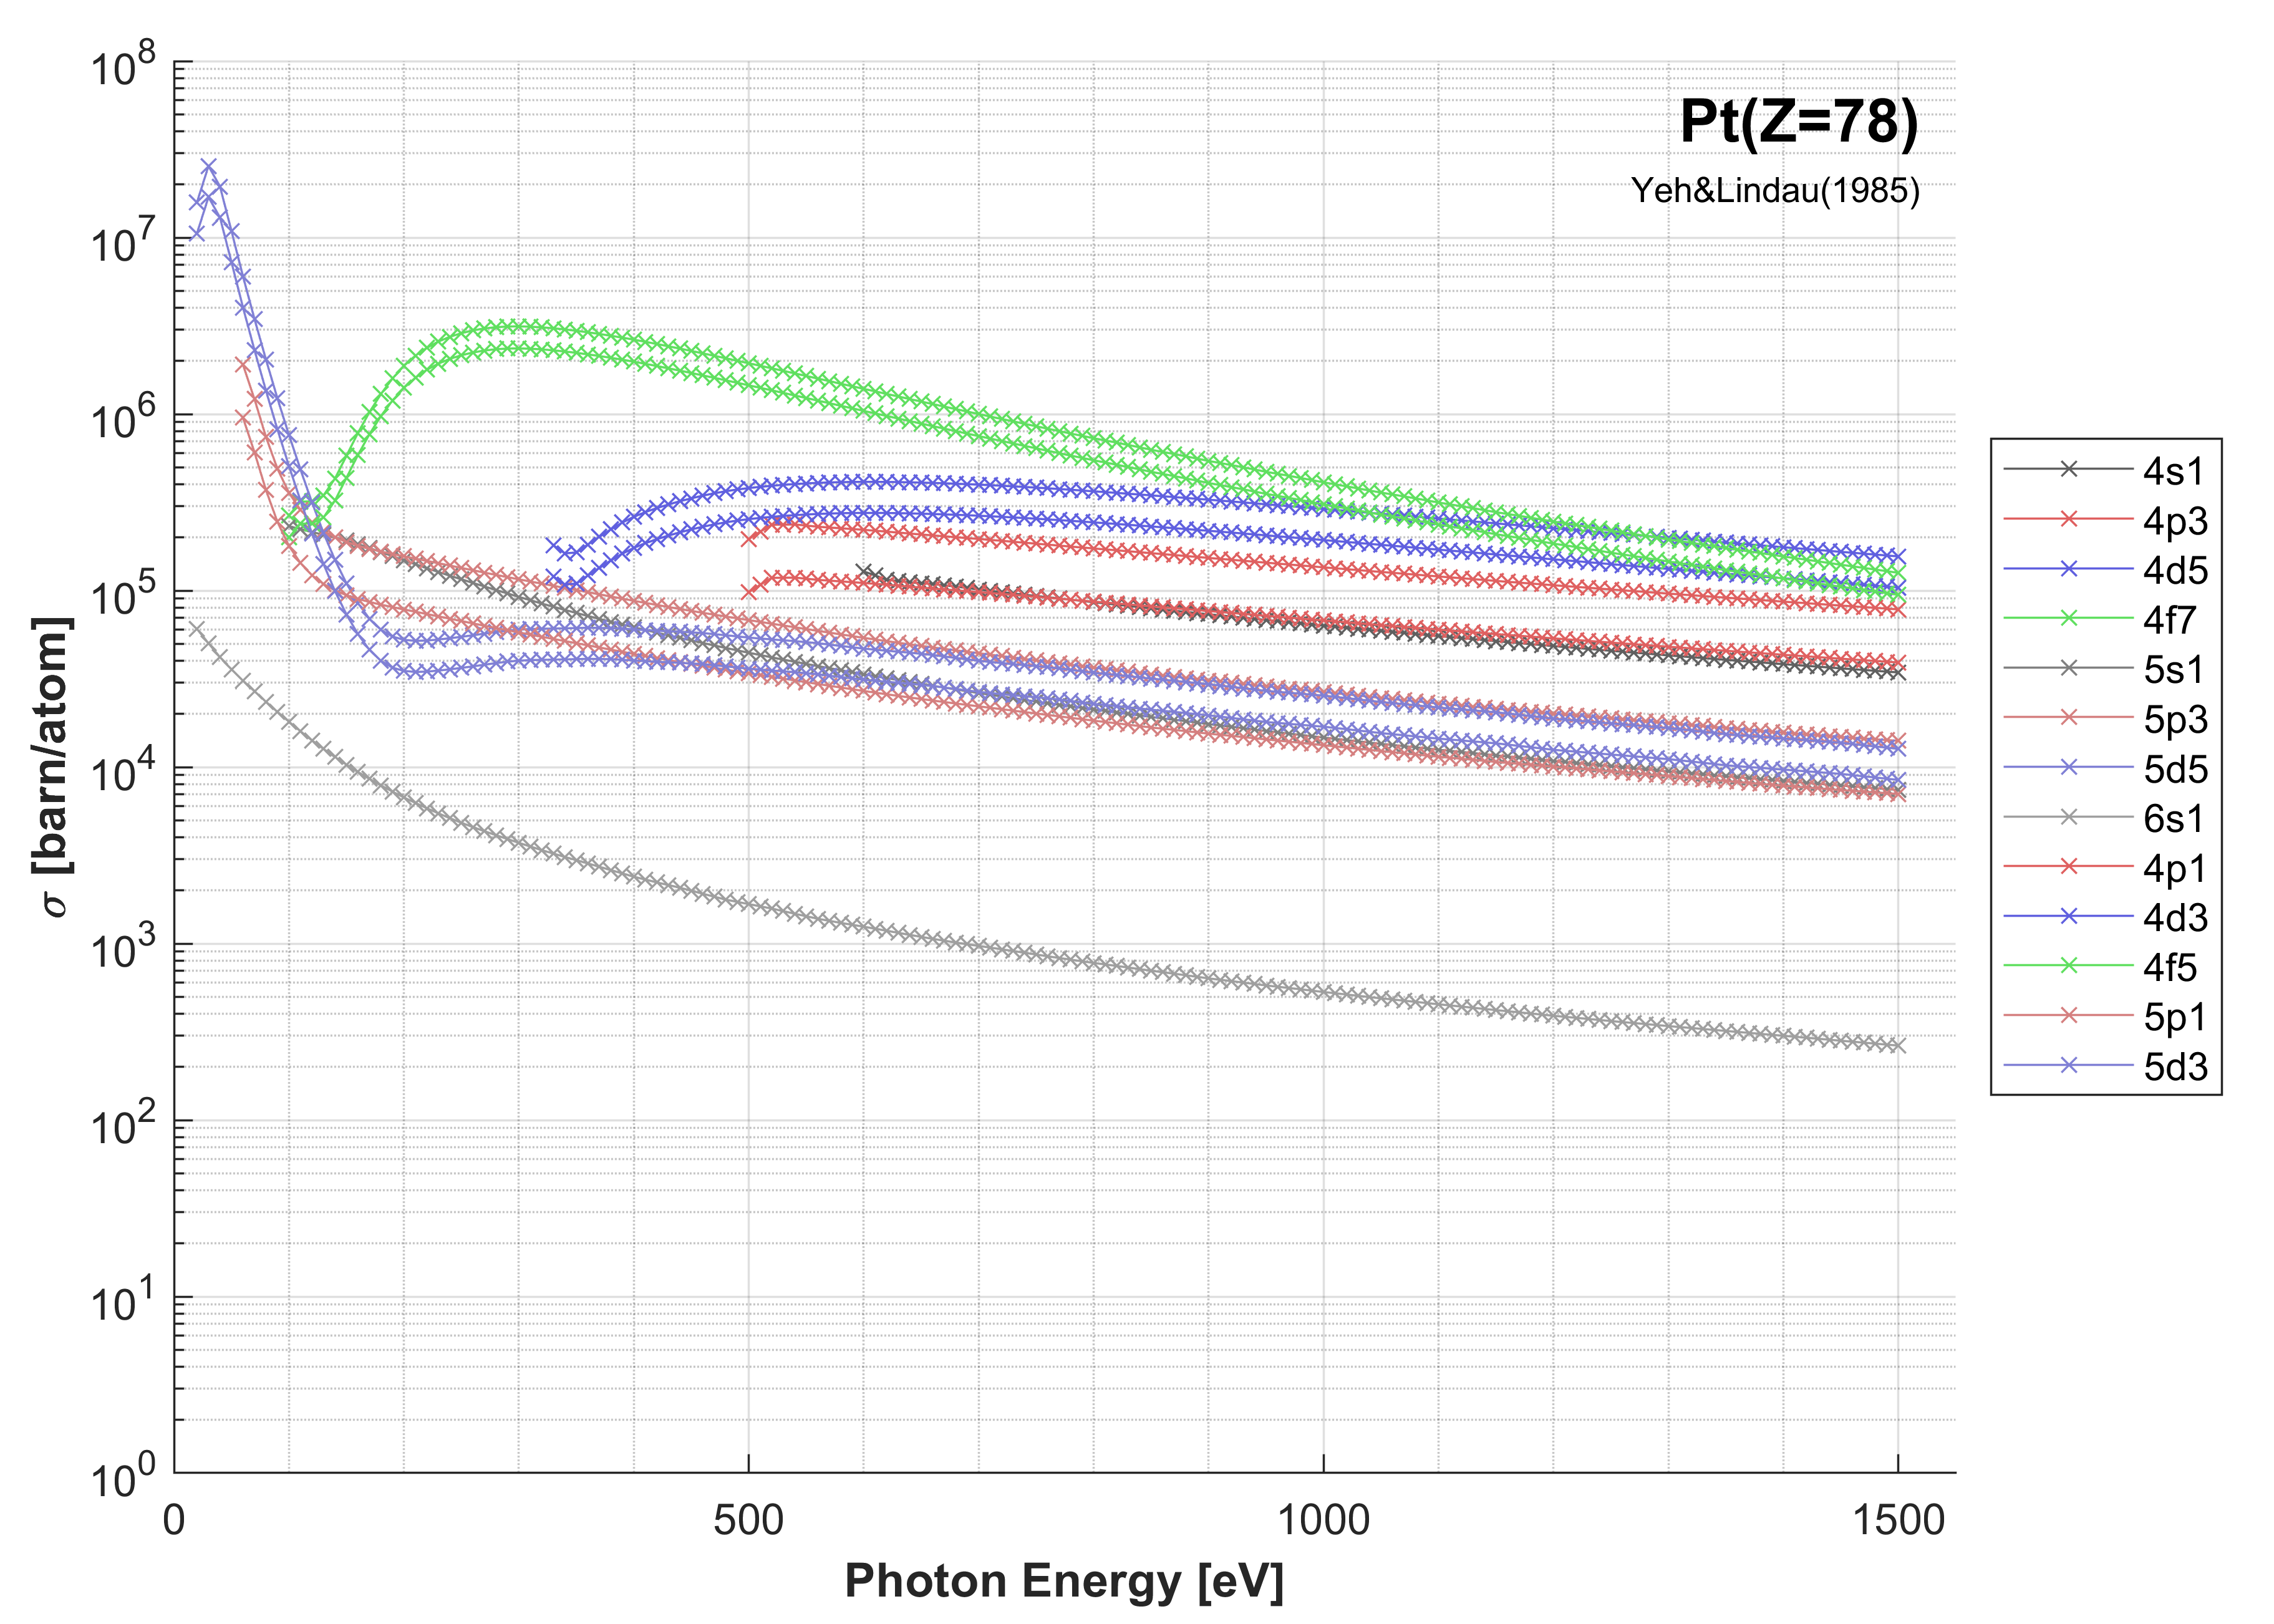 Pt(Z=78)
Yeh&Lindau(1985)
10^8
10^7
10^6
10^5
10^4
10^3
10^2
10^1
10^0
σ [barn/atom]
0
500
1000
1500
Photon Energy [eV]
4s1
4p3
4d5
4f7
5s1
5p3
5d5
6s1
4p1
4d3
4f5
5p1
5d3